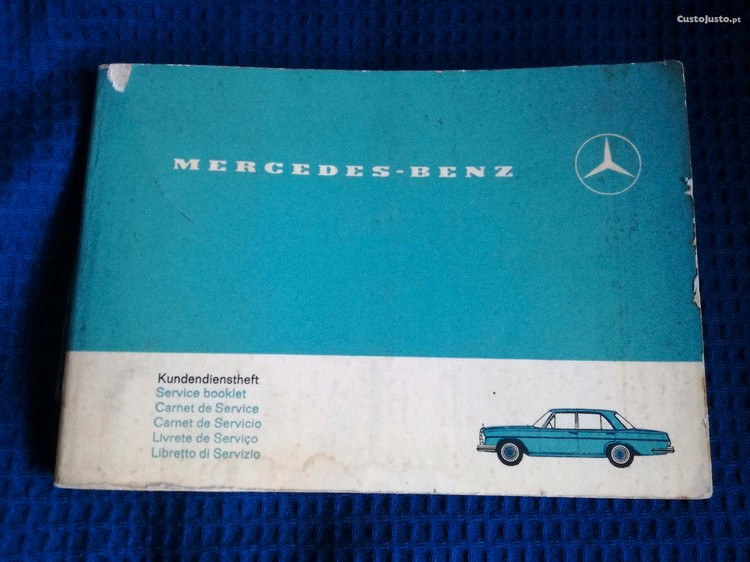 CustoJusto.pt
MERCEDES-BENZ
Kundendienstheft
Service booklet
Carnet de Service
Carnet de Servicio
Livrete de Serviço
Libretto di Servizio